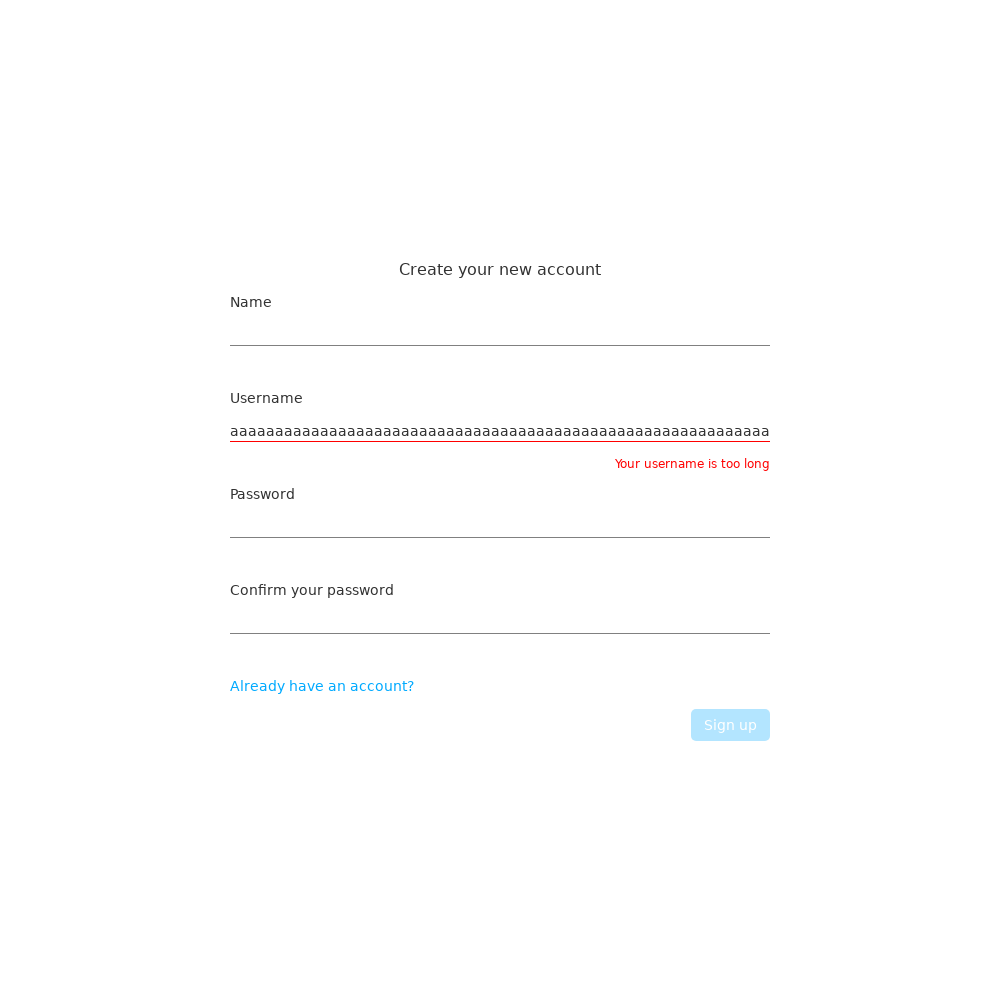 Create your new account
Name
Username
aaaaaaaaaaaaaaaaaaaaaaaaaaaaaaaaaaaaaaaaaaaaaaaaaaaaaaaaaaaa
Your username is too long
Password
Confirm your password
Already have an account?
Sign up